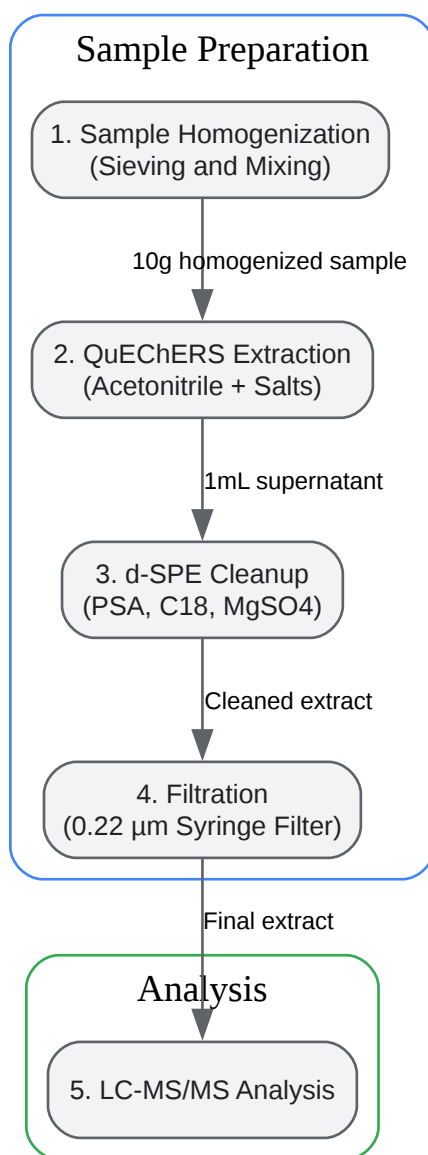 Sample Preparation
1. Sample Homogenization
(Sieving and Mixing)
10g homogenized sample
2. QuEChERS Extraction
(Acetonitrile + Salts)
1mL supernatant
3. d-SPE Cleanup
(PSA, C18, MgSO4)
Cleaned extract
4. Filtration
(0.22 µm Syringe Filter)
Final extract
Analysis
5. LC-MS/MS Analysis